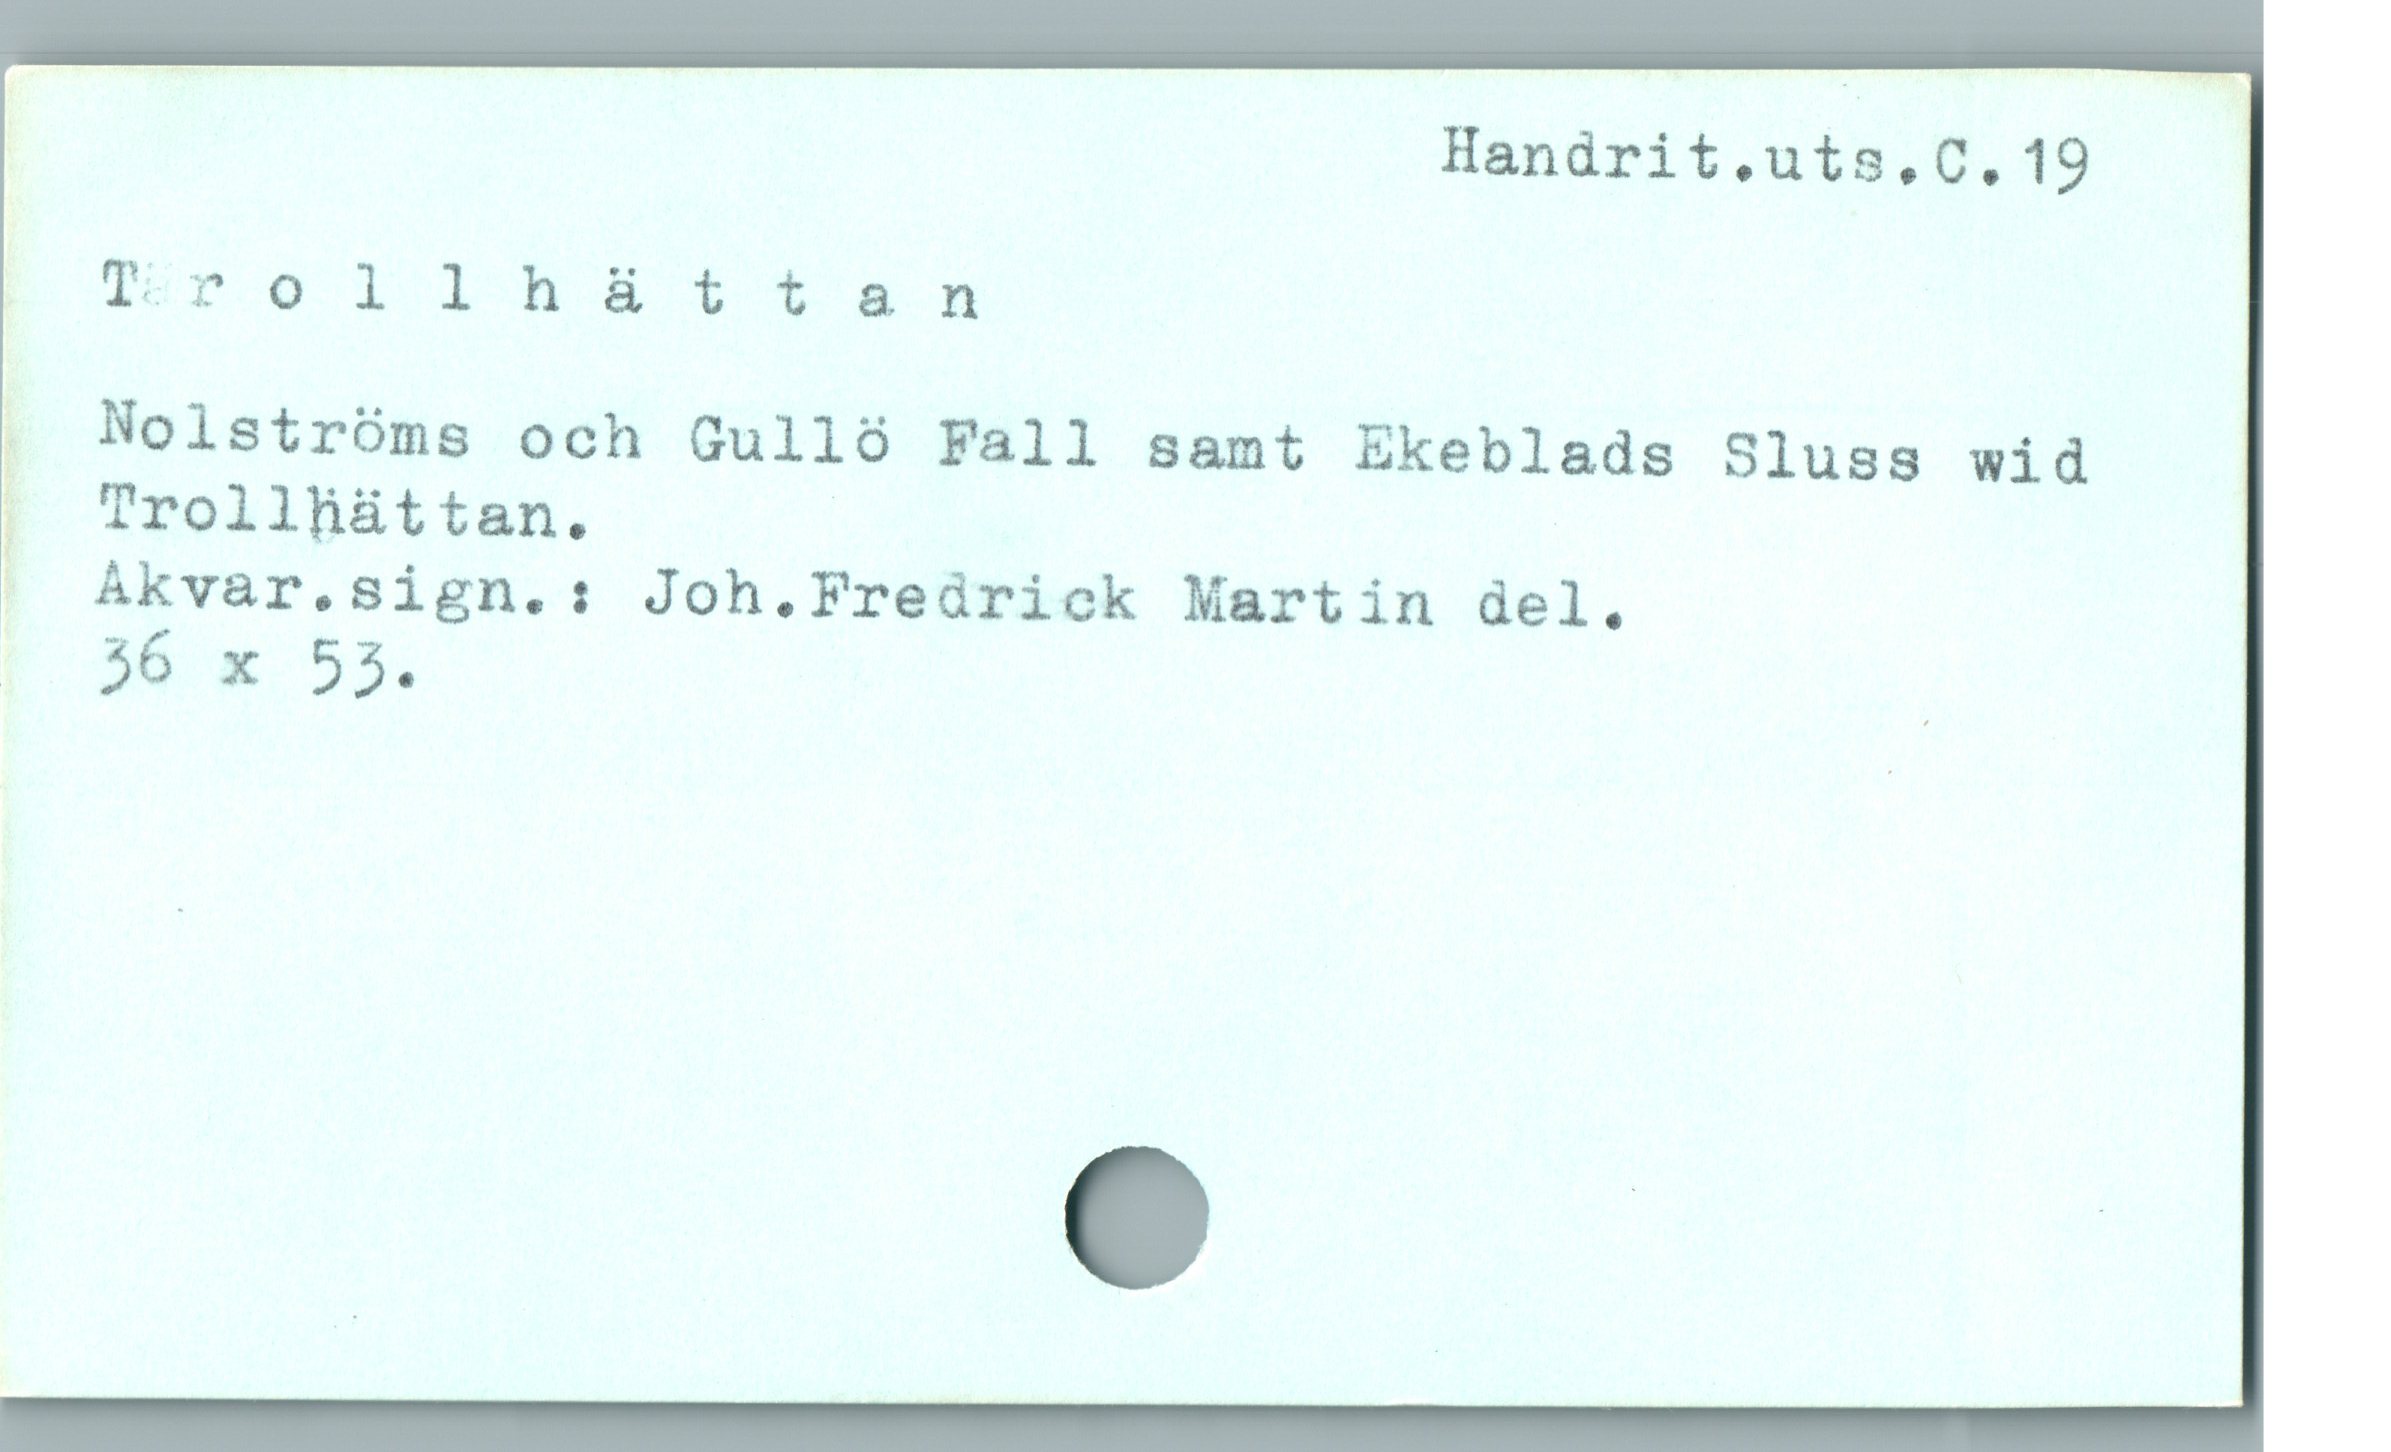 Handrit.uts.C.19
T r o l l h ä t t a n
Nolströms och Gullö Fall samt Ekeblads Sluss wid
Trollhättan.
Akvar.sign.: Joh.Fredrick Martin del.
36 x 53.